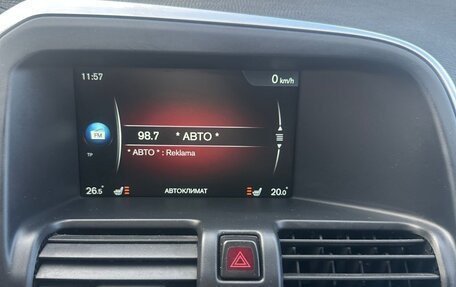 11:57 0 km/h
FM
98.7 * АВТО *
TP * АВТО * : Reklama
26.5° АВТОКЛИМАТ 20.0°